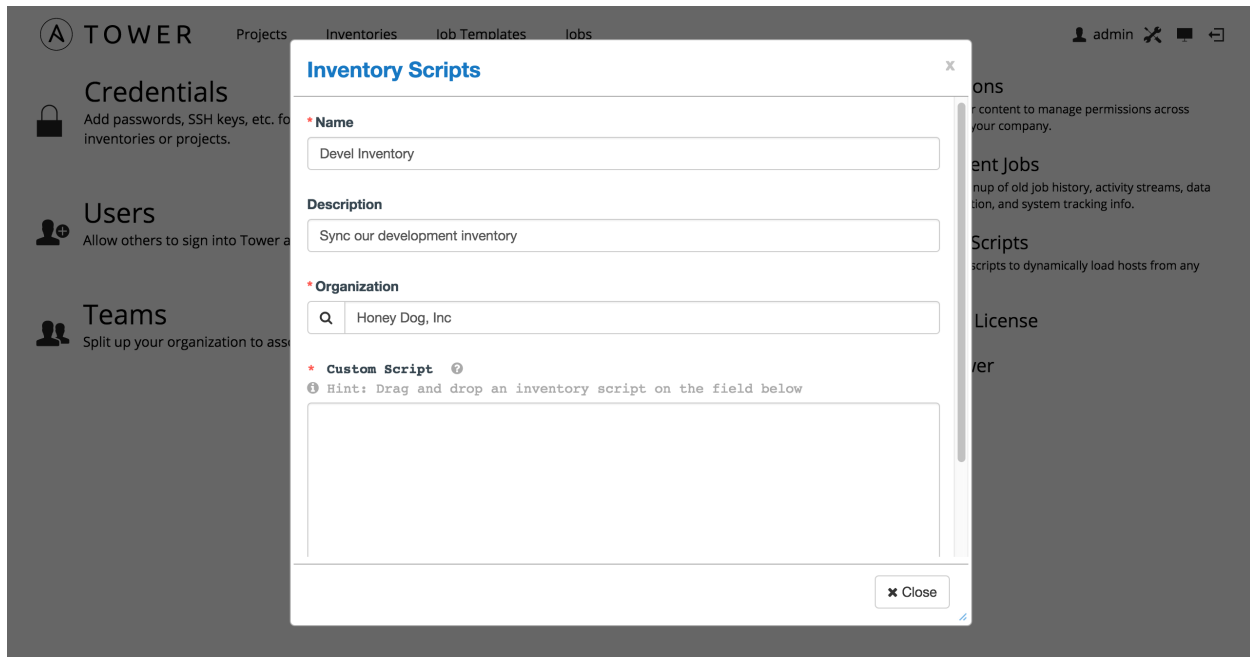 TOWER
Projects
Inventories
Job Templates
Jobs
admin
Credentials
Add passwords, SSH keys, etc. fo
inventories or projects.
Users
Allow others to sign into Tower a
Teams
Split up your organization to asso
Inventory Scripts
x
* Name
Devel Inventory
Description
Sync our development inventory
* Organization
Honey Dog, Inc
* Custom Script
Hint: Drag and drop an inventory script on the field below
Close
ons
r content to manage permissions across
your company.
ent Jobs
nup of old job history, activity streams, data
tion, and system tracking info.
Scripts
scripts to dynamically load hosts from any
License
wer